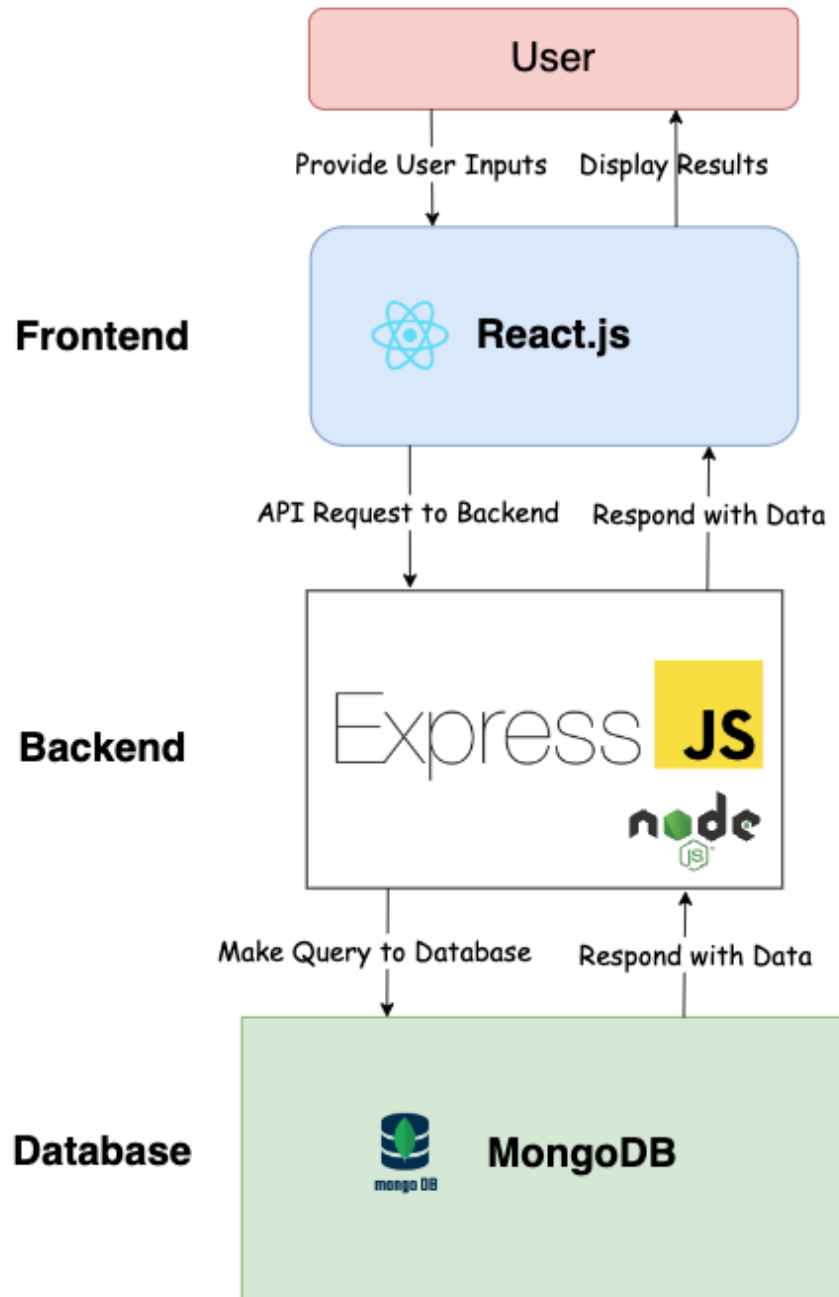 User
Provide User Inputs
Display Results
Frontend
React.js
API Request to Backend
Respond with Data
Backend
Express
JS
node
JS
Make Query to Database
Respond with Data
Database
mongo DB
MongoDB